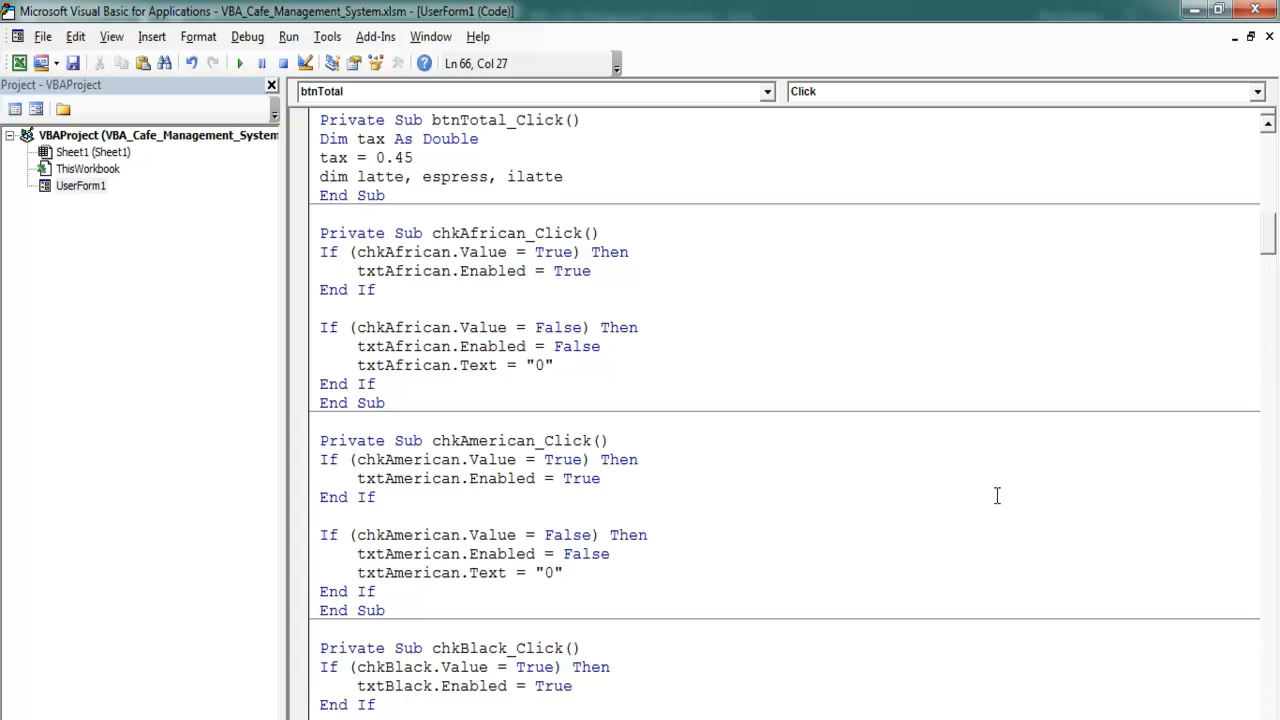 Microsoft Visual Basic for Applications - VBA_Cafe_Management_System.xlsm - [UserForm1 (Code)]
File Edit View Insert Format Debug Run Tools Add-Ins Window Help
Ln 66, Col 27
Project - VBAProject
btnTotal Click
VBAProject (VBA_Cafe_Management_System
Sheet1 (Sheet1)
ThisWorkbook
UserForm1
Private Sub btnTotal_Click()
Dim tax As Double
tax = 0.45
dim latte, espress, ilatte
End Sub
Private Sub chkAfrican_Click()
If (chkAfrican.Value = True) Then
txtAfrican.Enabled = True
End If
If (chkAfrican.Value = False) Then
txtAfrican.Enabled = False
txtAfrican.Text = "0"
End If
End Sub
Private Sub chkAmerican_Click()
If (chkAmerican.Value = True) Then
txtAmerican.Enabled = True
End If
If (chkAmerican.Value = False) Then
txtAmerican.Enabled = False
txtAmerican.Text = "0"
End If
End Sub
Private Sub chkBlack_Click()
If (chkBlack.Value = True) Then
txtBlack.Enabled = True
End If